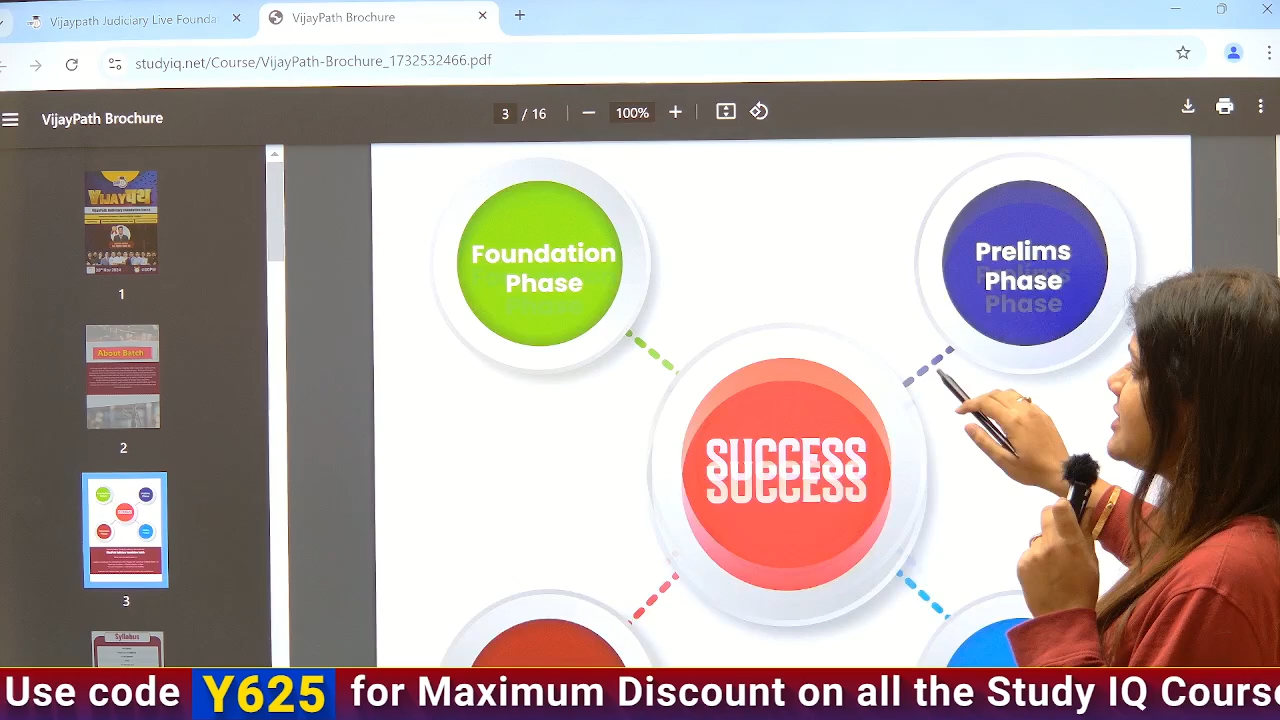 Vijaypath Judiciary Live Founda
VijayPath Brochure
studyiq.net/Course/VijayPath-Brochure_1732532466.pdf
VijayPath Brochure
3 / 16
100%
Foundation
Phase
Prelims
Phase
SUCCESS
1
About Batch
2
3
Syllabus
Use code Y625 for Maximum Discount on all the Study IQ Course